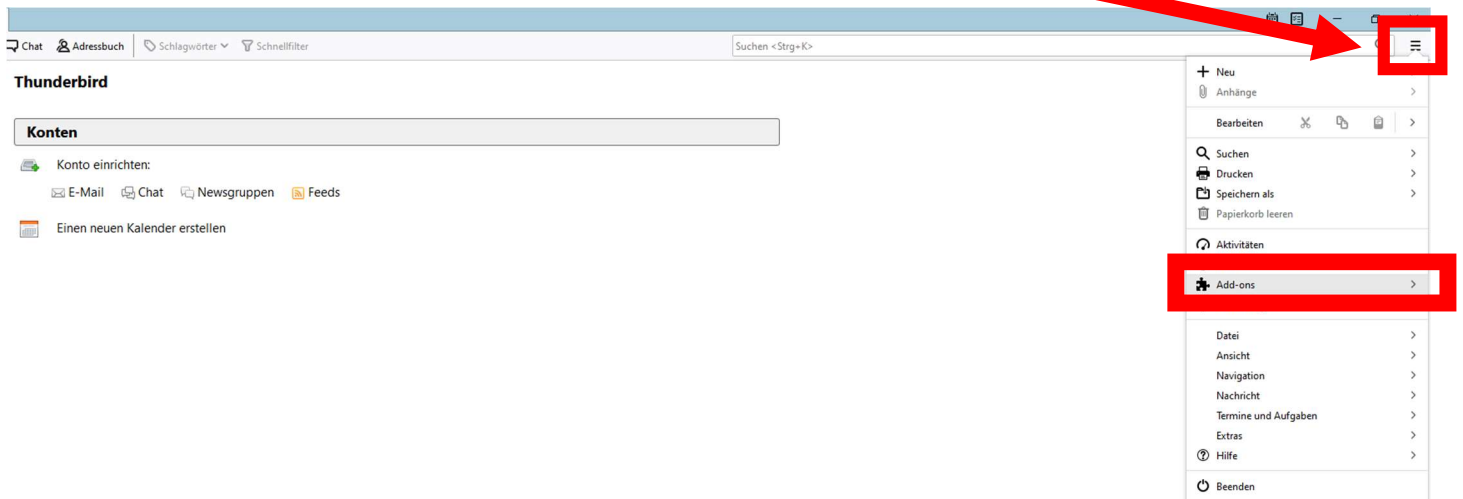 Chat Adressbuch Schlagwörter Schnellfilter Suchen <Strg+K>
Thunderbird
Konten
Konto einrichten:
E-Mail Chat Newsgruppen Feeds
Einen neuen Kalender erstellen
Neu
Anhänge
Bearbeiten
Suchen
Drucken
Speichern als
Papierkorb leeren
Aktivitäten
Add-ons
Datei
Ansicht
Navigation
Nachricht
Termine und Aufgaben
Extras
Hilfe
Beenden